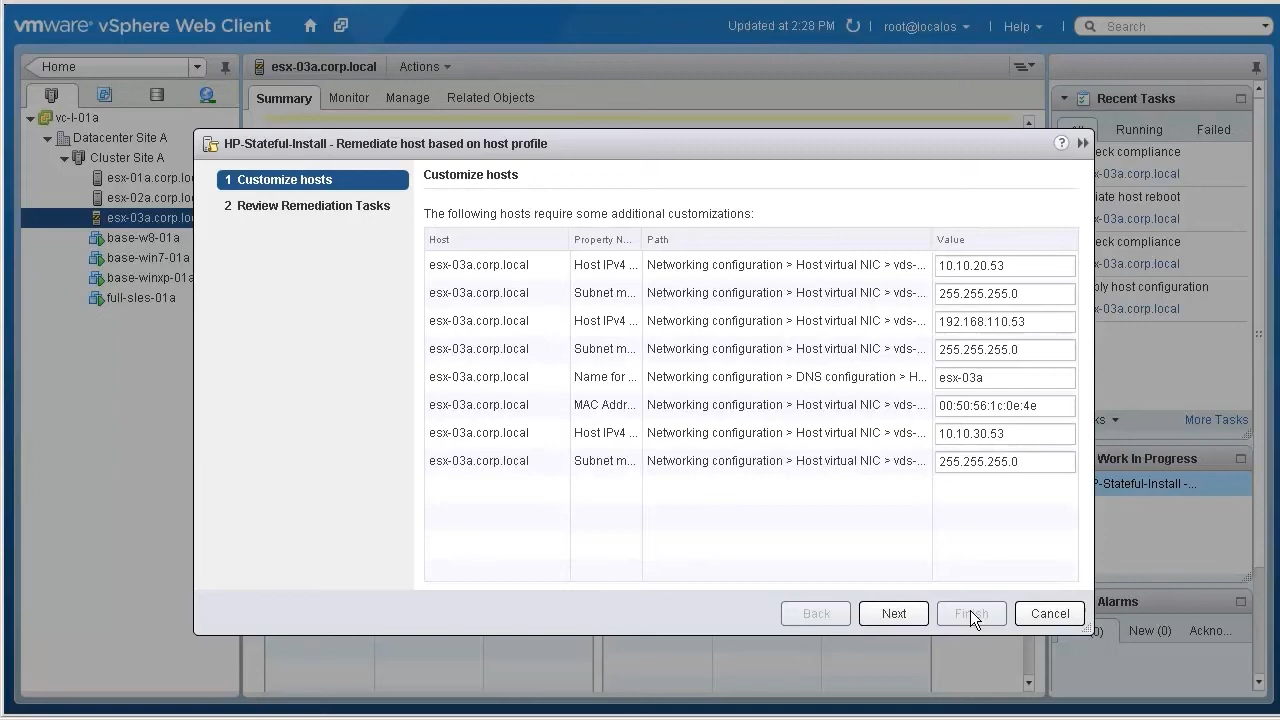 vmware vSphere Web Client
Updated at 2:28 PM
root@localos
Help
Search
Home
esx-03a.corp.local
Actions
Summary
Monitor
Manage
Related Objects
vc-l-01a
Datacenter Site A
Cluster Site A
esx-01a.corp.lo
esx-02a.corp.lo
esx-03a.corp.lo
base-w8-01a
base-win7-01a
base-winxp-01a
full-sles-01a
HP-Stateful-Install - Remediate host based on host profile
1 Customize hosts
2 Review Remediation Tasks
Customize hosts
The following hosts require some additional customizations:
Host Property N... Path Value
esx-03a.corp.local Host IPv4 ... Networking configuration > Host virtual NIC > vds-... 10.10.20.53
esx-03a.corp.local Subnet m... Networking configuration > Host virtual NIC > vds-... 255.255.255.0
esx-03a.corp.local Host IPv4 ... Networking configuration > Host virtual NIC > vds-... 192.168.110.53
esx-03a.corp.local Subnet m... Networking configuration > Host virtual NIC > vds-... 255.255.255.0
esx-03a.corp.local Name for ... Networking configuration > DNS configuration > H... esx-03a
esx-03a.corp.local MAC Addr... Networking configuration > Host virtual NIC > vds-... 00:50:56:1c:0e:4e
esx-03a.corp.local Host IPv4 ... Networking configuration > Host virtual NIC > vds-... 10.10.30.53
esx-03a.corp.local Subnet m... Networking configuration > Host virtual NIC > vds-... 255.255.255.0
Back
Next
Finish
Cancel
Recent Tasks
Running
Failed
eck compliance
x-03a.corp.local
iate host reboot
x-03a.corp.local
eck compliance
x-03a.corp.local
ply host configuration
x-03a.corp.local
ks
More Tasks
Work In Progress
P-Stateful-Install -...
Alarms
0)
New (0)
Ackno...